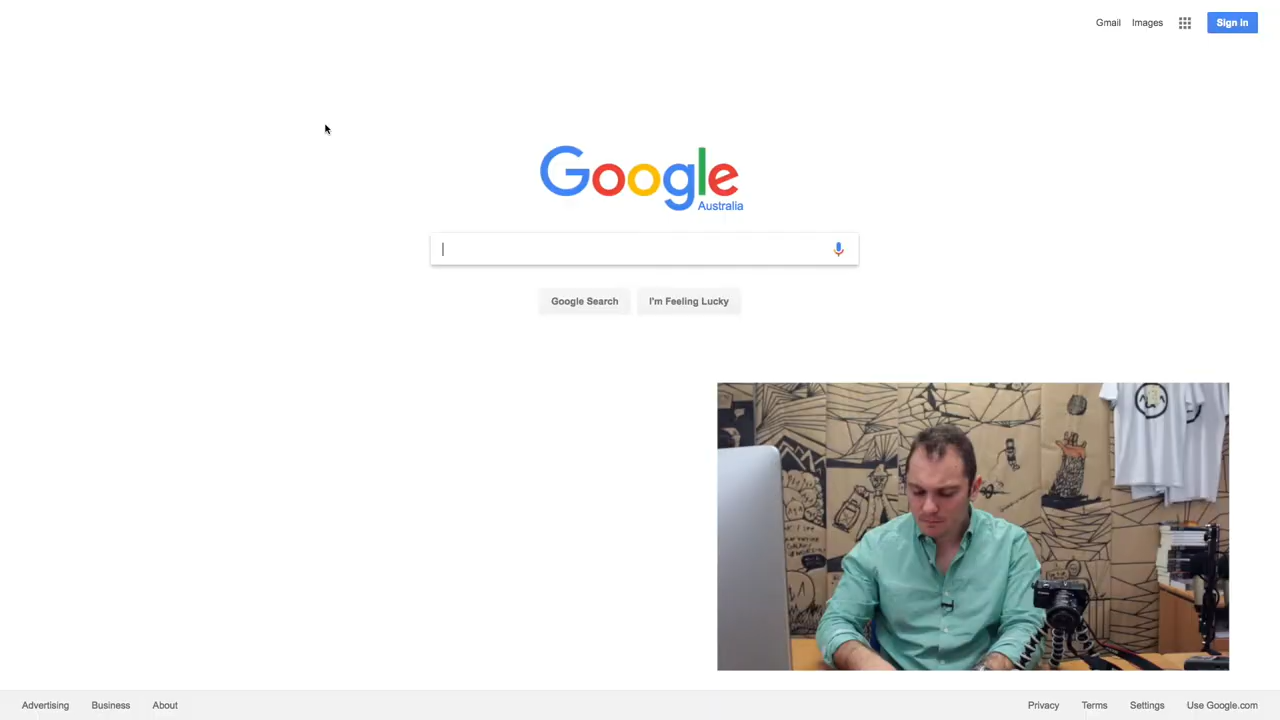 Gmail Images Sign in
Google
Australia
Google Search I'm Feeling Lucky
Advertising Business About Privacy Terms Settings Use Google.com